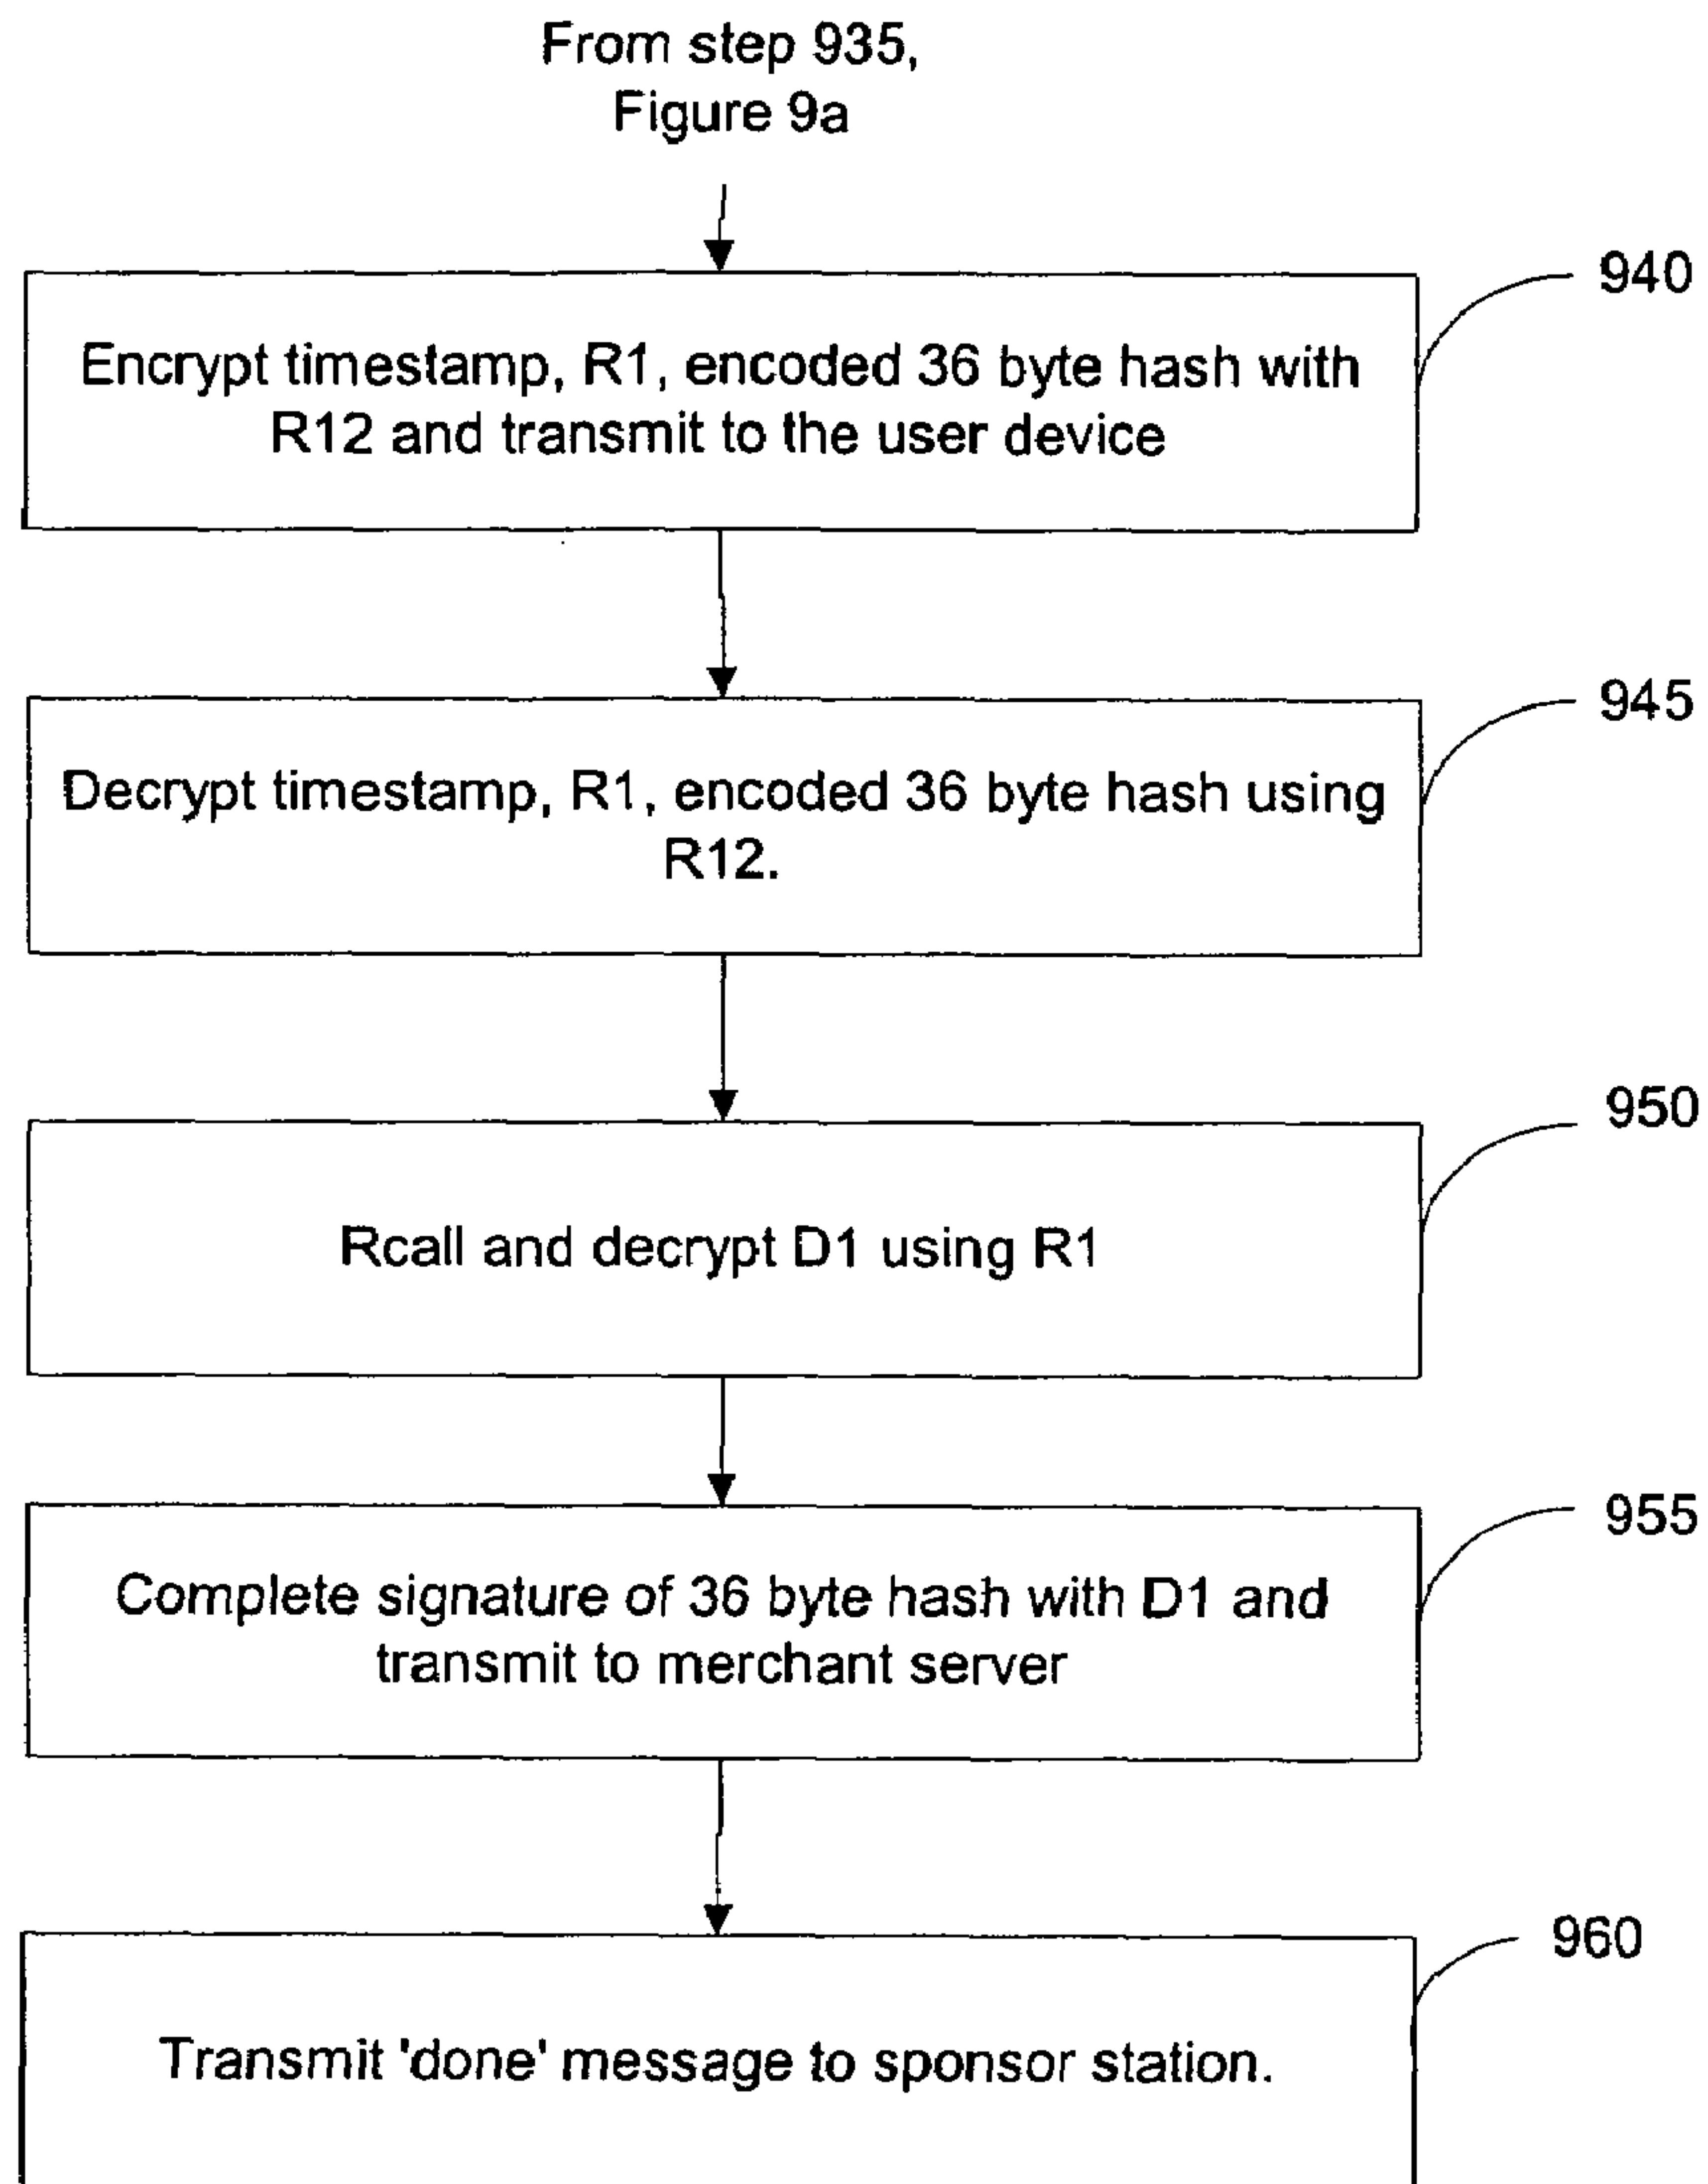 From step 935,
Figure 9a
940
Encrypt timestamp, R1, encoded 36 byte hash with
R12 and transmit to the user device
945
Decrypt timestamp, R1, encoded 36 byte hash using
R12.
950
Rcall and decrypt D1 using R1
955
Complete signature of 36 byte hash with D1 and
transmit to merchant server
960
Transmit 'done' message to sponsor station.